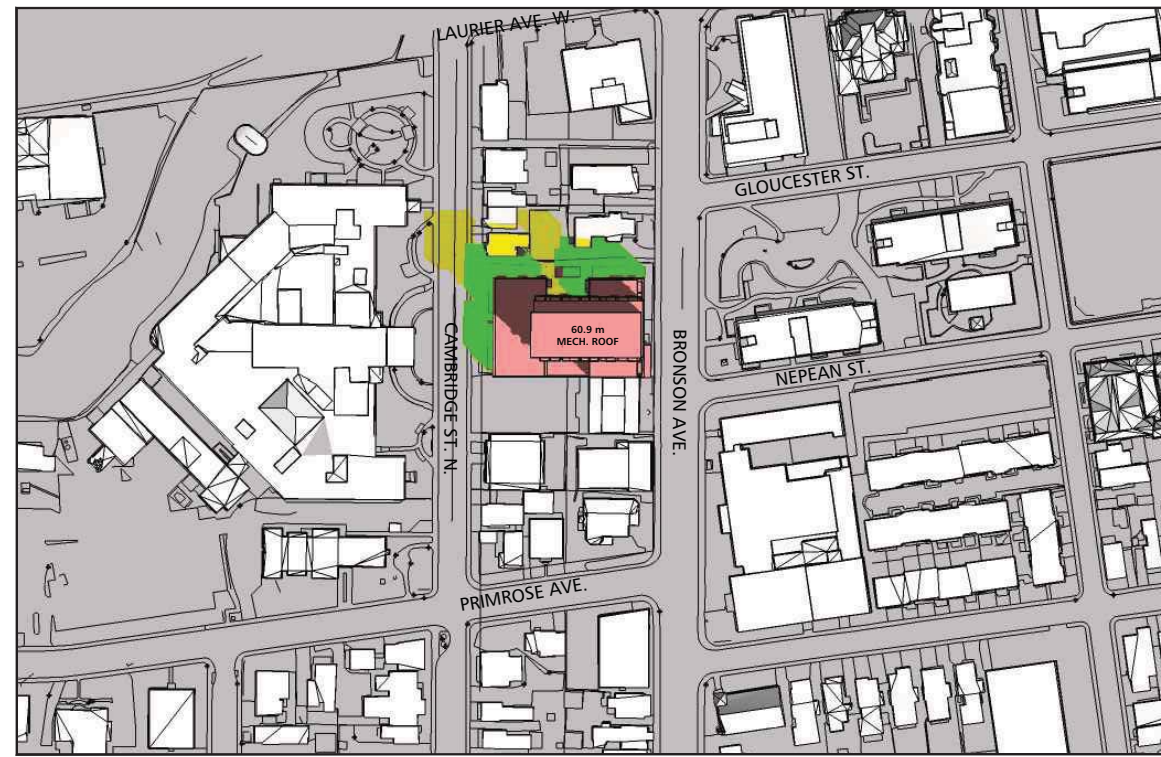 LAURIER AVE. W.
GLOUCESTER ST.
60.9 m
MECH. ROOF
CAMBRIDGE ST. N.
BRONSON AVE.
NEPEAN ST.
PRIMROSE AVE.